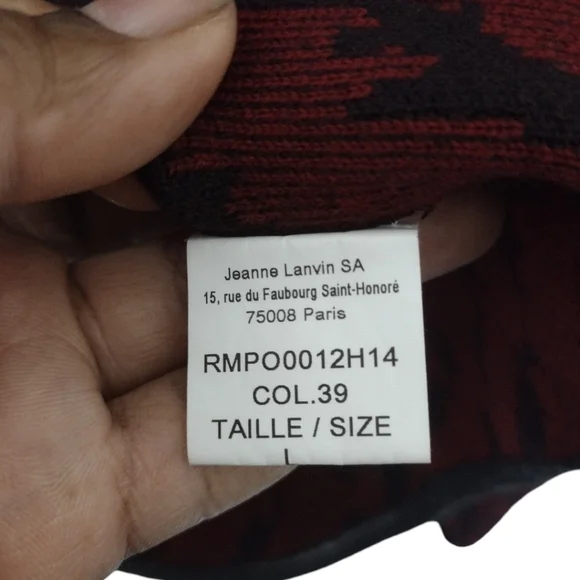 Jeanne Lanvin SA
15, rue du Faubourg Saint-Honoré
75008 Paris
RMPO0012H14
COL.39
TAILLE / SIZE
L